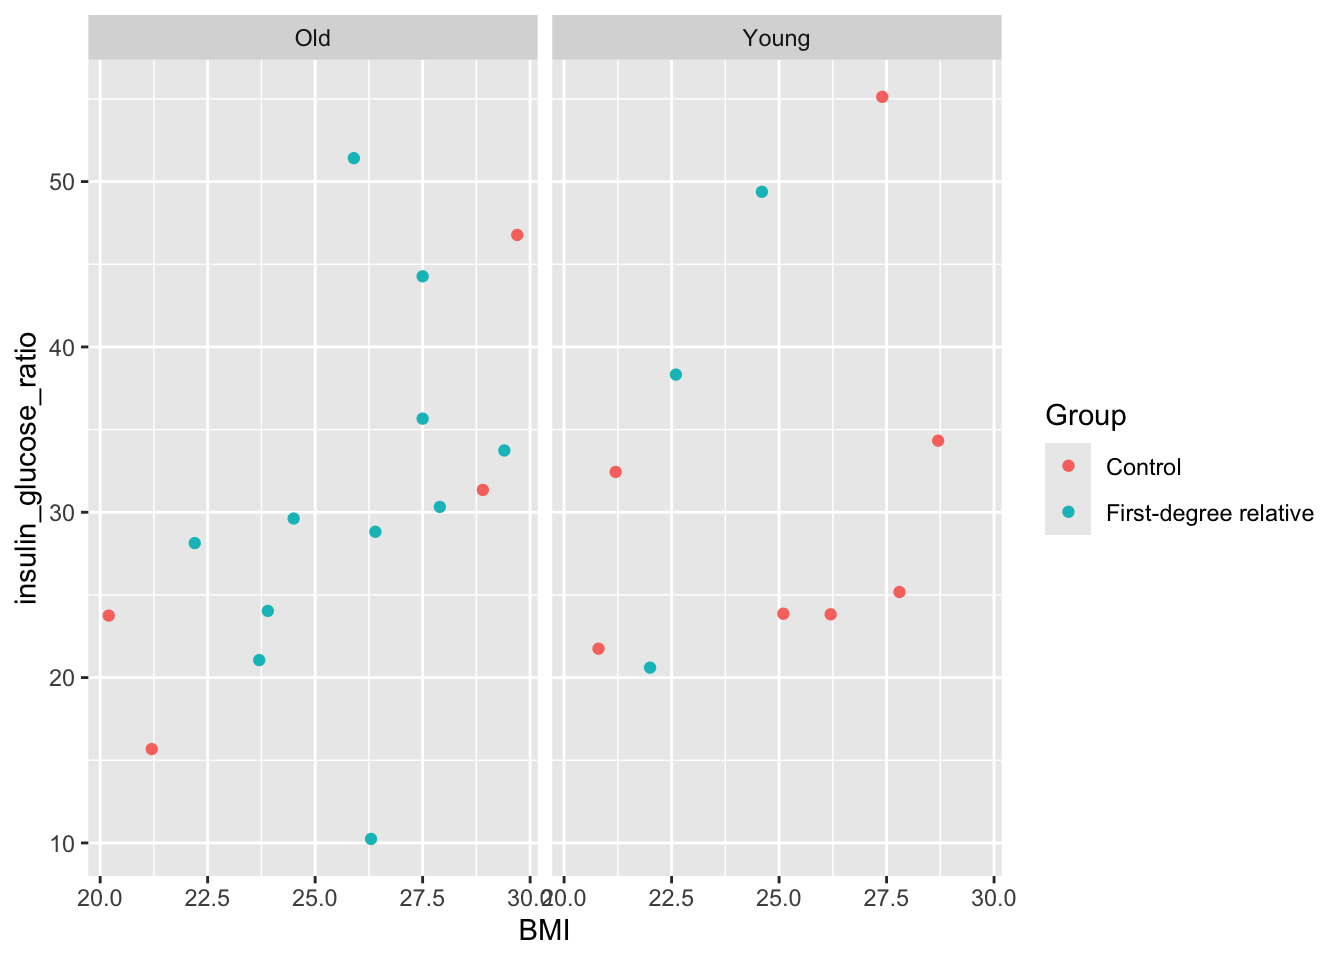 Old
Young
50
40
30
20
10
20.0
22.5
25.0
27.5
30.0
20.0
22.5
25.0
27.5
30.0
BMI
insulin_glucose_ratio
Group
Control
First-degree relative